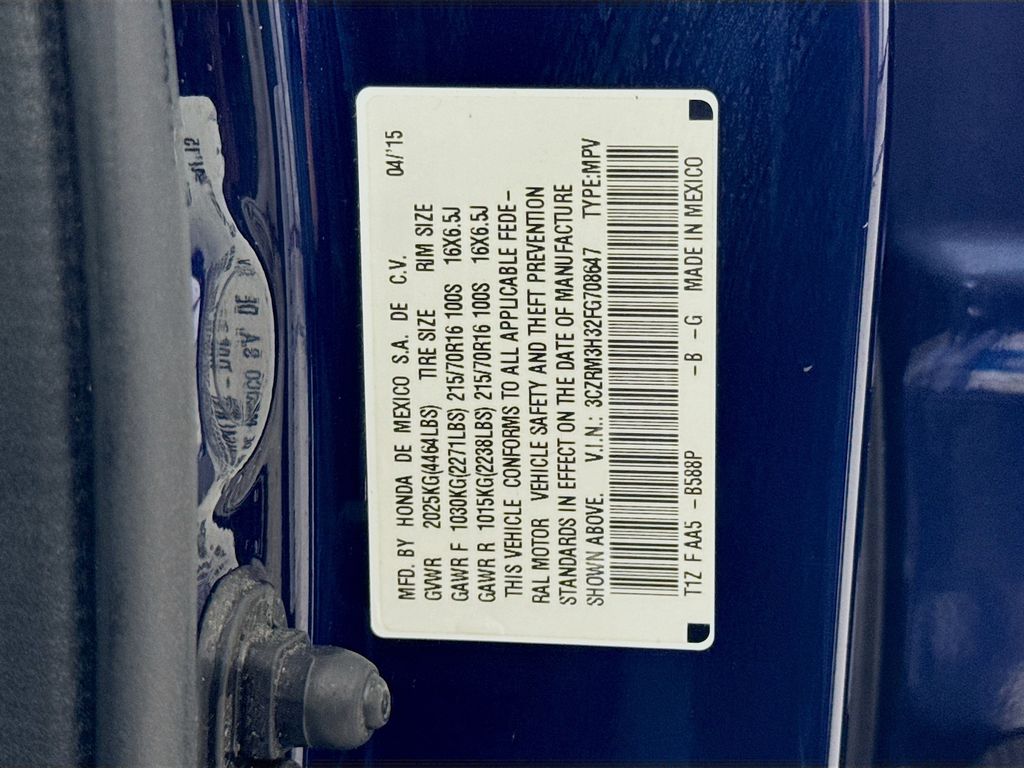 MFD. BY HONDA DE MEXICO S.A. DE C.V. 04/'15
GVWR 2025KG(4464LBS) TIRE SIZE RIM SIZE
GAWR F 1030KG(2271LBS) 215/70R16 100S 16X6.5J
GAWR R 1015KG(2238LBS) 215/70R16 100S 16X6.5J
THIS VEHICLE CONFORMS TO ALL APPLICABLE FEDE-
RAL MOTOR VEHICLE SAFETY AND THEFT PREVENTION
STANDARDS IN EFFECT ON THE DATE OF MANUFACTURE
SHOWN ABOVE. V.I.N.: 3CZRM3H32FG708647 TYPE:MPV
T1Z F AA5 -B588P -B -G MADE IN MEXICO